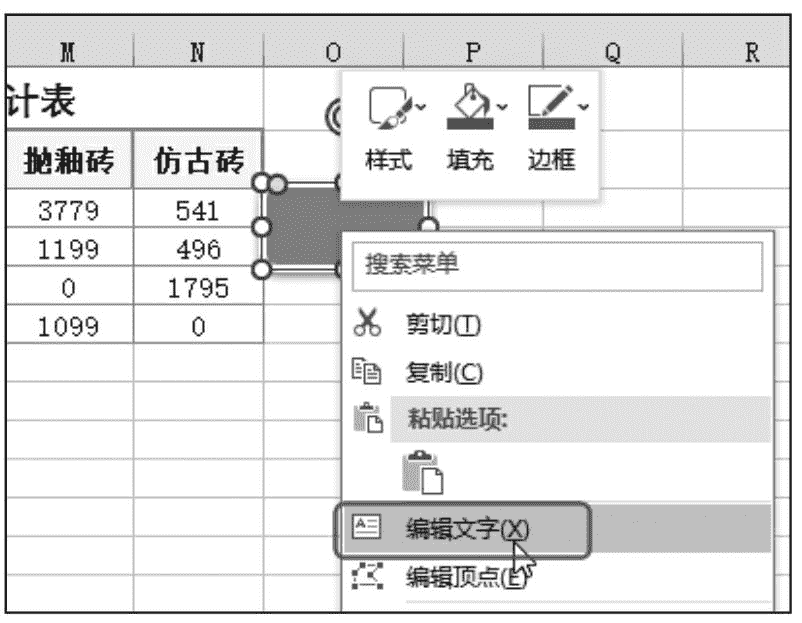 M N O P Q R
计表
样式 填充 边框
抛釉砖 仿古砖
3779 541
1199 496
0 1795
1099 0
搜索菜单
剪切(T)
复制(C)
粘贴选项:
编辑文字(X)
编辑顶点(E)